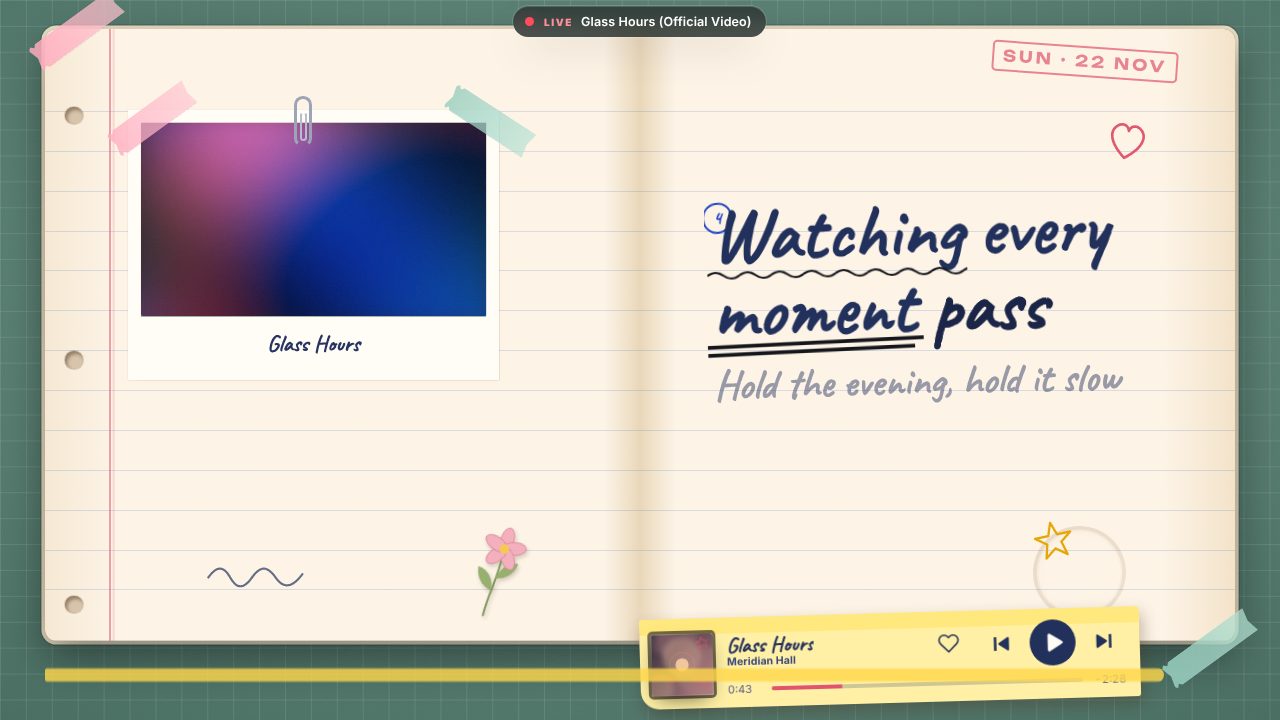 LIVE Glass Hours (Official Video)
SUN · 22 NOV
Glass Hours
4
Watching every
moment pass
Hold the evening, hold it slow
Glass Hours
Meridian Hall
0:43
-2:28